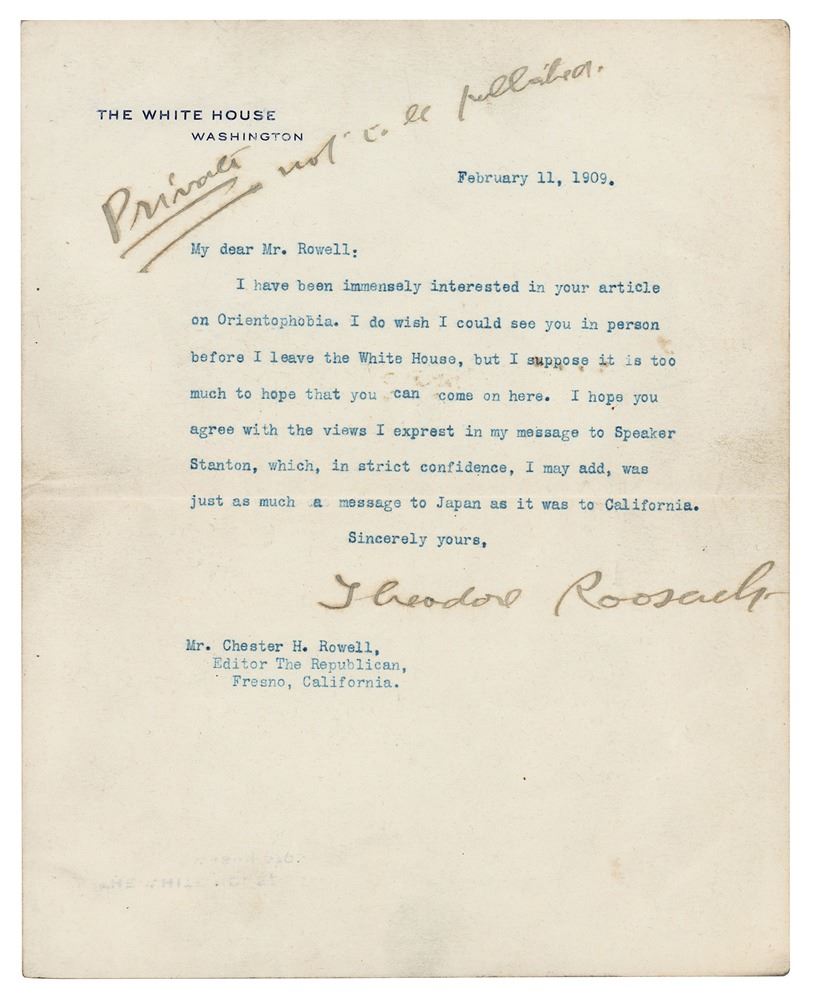 THE WHITE HOUSE
WASHINGTON
Private not to be published.
February 11, 1909.
My dear Mr. Rowell:
I have been immensely interested in your article
on Orientophobia. I do wish I could see you in person
before I leave the White House, but I suppose it is too
much to hope that you can come on here. I hope you
agree with the views I exprest in my message to Speaker
Stanton, which, in strict confidence, I may add, was
just as much a message to Japan as it was to California.
Sincerely yours,
Theodore Roosevelt
Mr. Chester H. Rowell,
Editor The Republican,
Fresno, California.